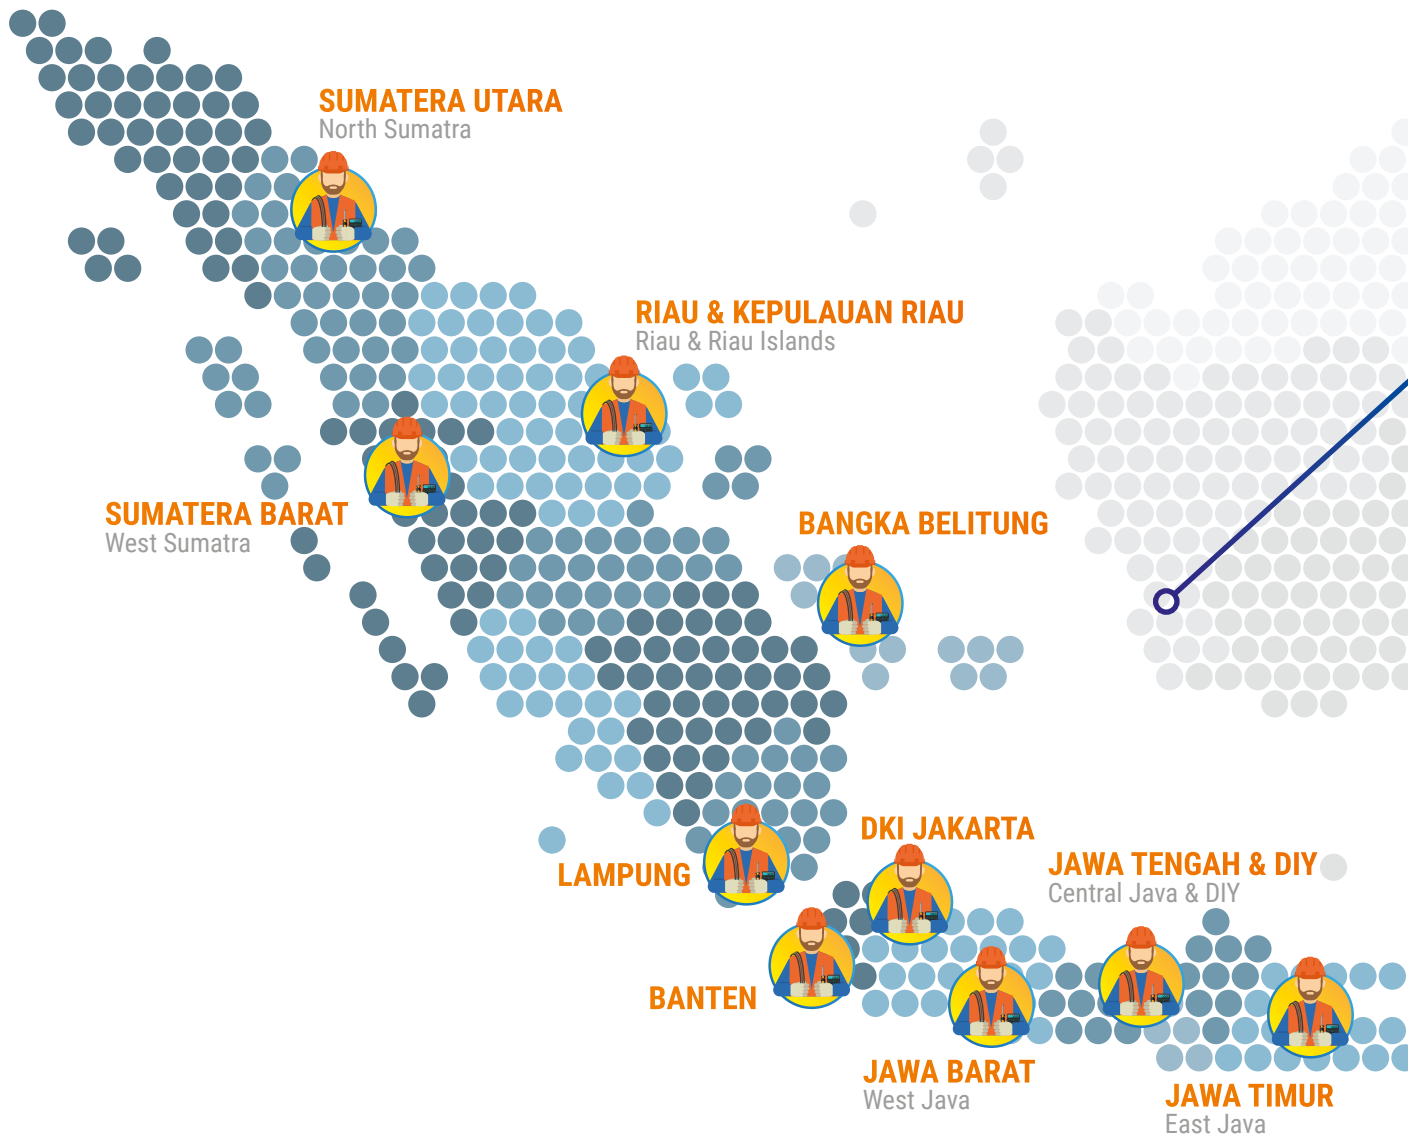 SUMATERA UTARA
North Sumatra
RIAU & KEPULAUAN RIAU
Riau & Riau Islands
SUMATERA BARAT
West Sumatra
BANGKA BELITUNG
DKI JAKARTA
LAMPUNG
JAWA TENGAH & DIY
Central Java & DIY
BANTEN
JAWA BARAT
West Java
JAWA TIMUR
East Java